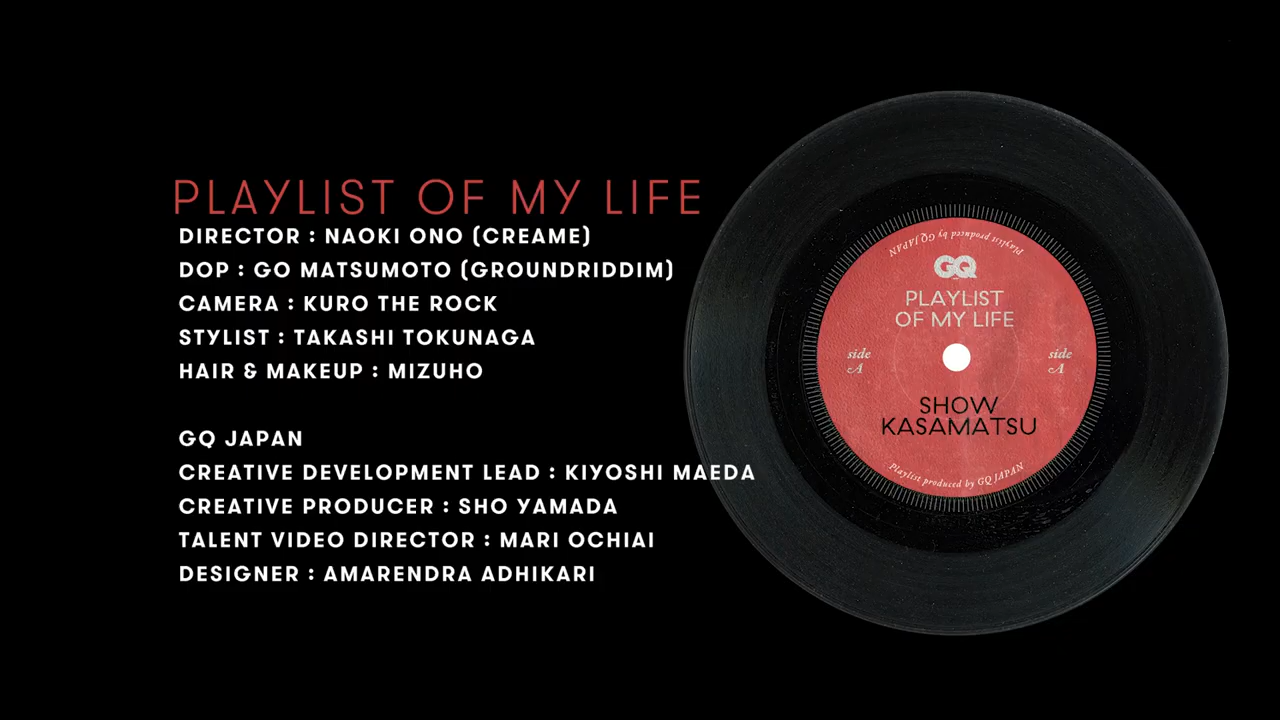 PLAYLIST OF MY LIFE
DIRECTOR : NAOKI ONO (CREAME)
DOP : GO MATSUMOTO (GROUNDRIDDIM)
CAMERA : KURO THE ROCK
STYLIST : TAKASHI TOKUNAGA
HAIR & MAKEUP : MIZUHO
GQ JAPAN
CREATIVE DEVELOPMENT LEAD : KIYOSHI MAEDA
CREATIVE PRODUCER : SHO YAMADA
TALENT VIDEO DIRECTOR : MARI OCHIAI
DESIGNER : AMARENDRA ADHIKARI
Playlist produced by GQ JAPAN
GQ
PLAYLIST
OF MY LIFE
side
A
side
A
SHOW
KASAMATSU
Playlist produced by GQ JAPAN